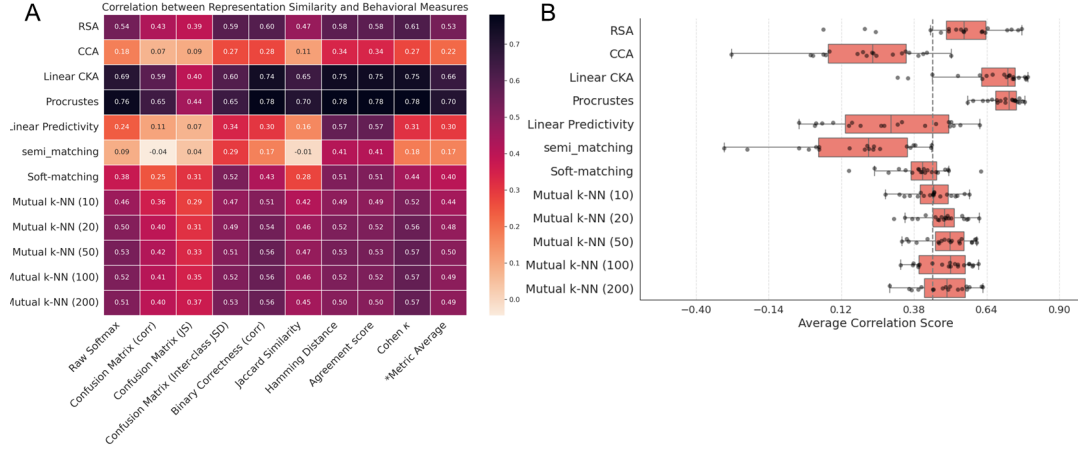 A
Correlation between Representation Similarity and Behavioral Measures
RSA 0.54 0.43 0.39 0.59 0.60 0.47 0.58 0.58 0.61 0.53
CCA 0.18 0.07 0.09 0.27 0.28 0.11 0.34 0.34 0.27 0.22
Linear CKA 0.69 0.59 0.40 0.60 0.74 0.65 0.75 0.75 0.75 0.66
Procrustes 0.76 0.65 0.44 0.65 0.78 0.70 0.78 0.78 0.78 0.70
Linear Predictivity 0.24 0.11 0.07 0.34 0.30 0.16 0.57 0.57 0.31 0.30
semi_matching 0.09 -0.04 0.04 0.29 0.17 -0.01 0.41 0.41 0.18 0.17
Soft-matching 0.38 0.25 0.31 0.52 0.43 0.28 0.51 0.51 0.44 0.40
Mutual k-NN (10) 0.46 0.36 0.29 0.47 0.51 0.42 0.49 0.49 0.52 0.44
Mutual k-NN (20) 0.50 0.40 0.31 0.49 0.54 0.46 0.52 0.52 0.56 0.48
Mutual k-NN (50) 0.53 0.42 0.33 0.51 0.56 0.47 0.53 0.53 0.57 0.50
Mutual k-NN (100) 0.52 0.41 0.35 0.52 0.56 0.46 0.52 0.52 0.57 0.49
Mutual k-NN (200) 0.51 0.40 0.37 0.53 0.56 0.45 0.50 0.50 0.57 0.49
Raw Softmax
Confusion Matrix (corr)
Confusion Matrix (JS)
Confusion Matrix (Inter-class JSD)
Binary Correctness (corr)
Jaccard Similarity
Hamming Distance
Agreement score
Cohen κ
*Metric Average
0.7
0.6
0.5
0.4
0.3
0.2
0.1
0.0
B
RSA
CCA
Linear CKA
Procrustes
Linear Predictivity
semi_matching
Soft-matching
Mutual k-NN (10)
Mutual k-NN (20)
Mutual k-NN (50)
Mutual k-NN (100)
Mutual k-NN (200)
−0.40 −0.14 0.12 0.38 0.64 0.90
Average Correlation Score